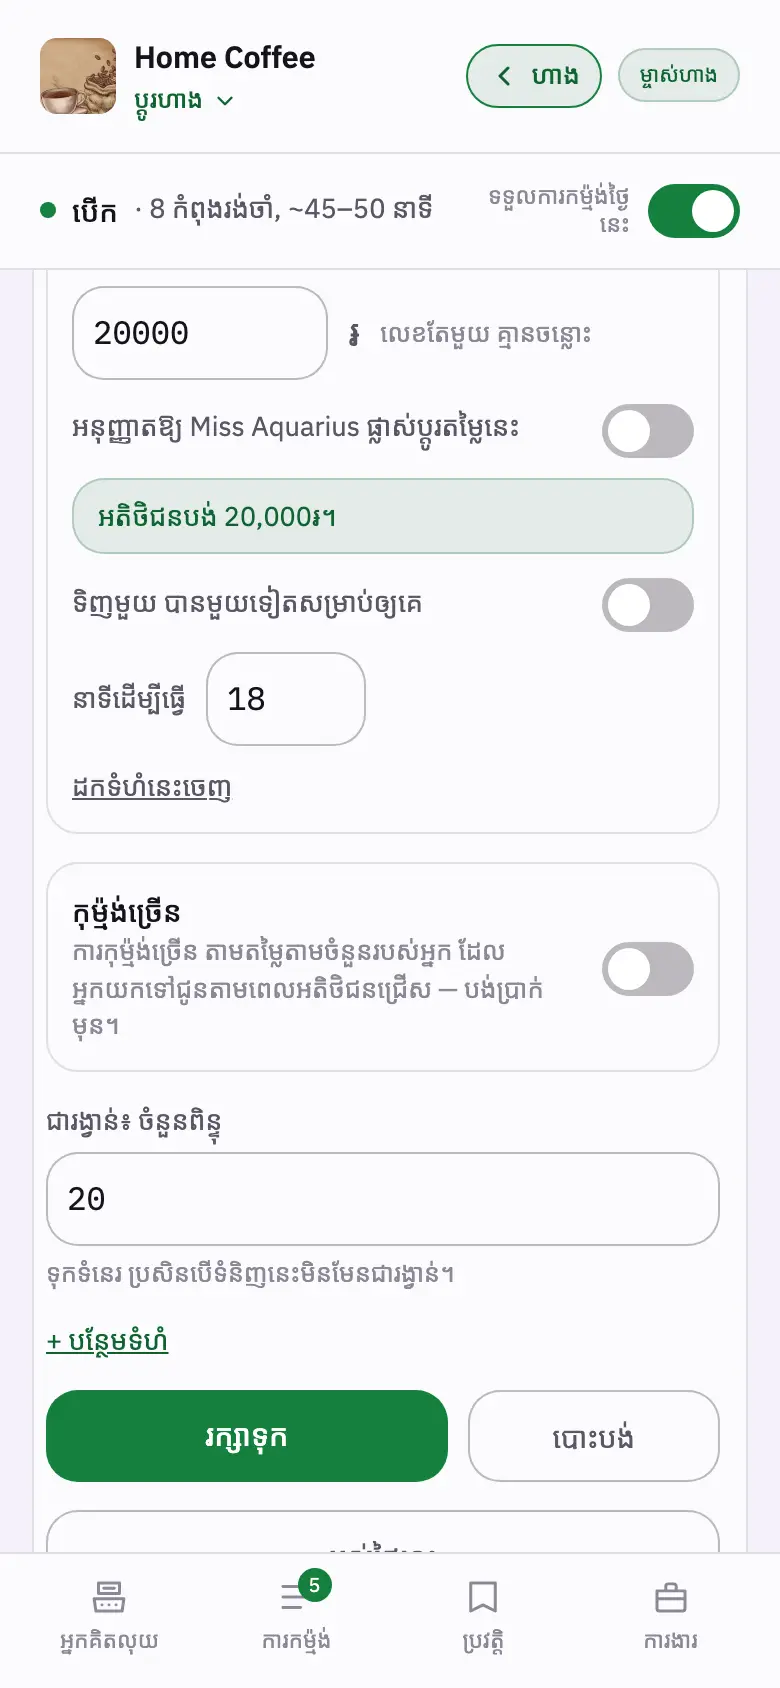 Home Coffee
ប្ដូរហាង
ហាង
ម្ចាស់ហាង
បើក · 8 កំពុងរង់ចាំ, ~45–50 នាទី
ទទួលការកម្ម៉ង់ថ្ងៃ
នេះ
20000
៛ លេខតែមួយ គ្មានចន្លោះ
អនុញ្ញាតឱ្យ Miss Aquarius ផ្លាស់ប្ដូរតម្លៃនេះ
អតិថិជនបង់ 20,000៛។
ទិញមួយ បានមួយទៀតសម្រាប់ឲ្យគេ
នាទីដើម្បីធ្វើ 18
ដកទំហំនេះចេញ
កុម្ម៉ង់ច្រើន
ការកុម្ម៉ង់ច្រើន តាមតម្លៃតាមចំនួនរបស់អ្នក ដែល
អ្នកយកទៅជូនតាមពេលអតិថិជនជ្រើស — បង់ប្រាក់
មុន។
ជារង្វាន់៖ ចំនួនពិន្ទុ
20
ទុកទំនេរ ប្រសិនបើទំនិញនេះមិនមែនជារង្វាន់។
+ បន្ថែមទំហំ
រក្សាទុក
បោះបង់
5
អ្នកគិតលុយ
ការកម្ម៉ង់
ប្រវត្តិ
ការងារ